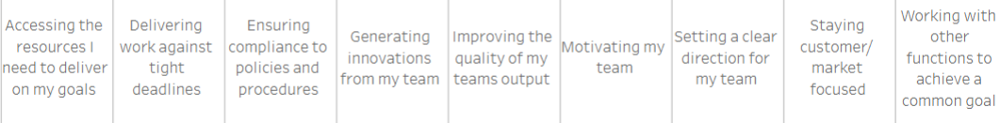 Accessing the
resources I
need to deliver
on my goals
Delivering
work against
tight
deadlines
Ensuring
compliance to
policies and
procedures
Generating
innovations
from my team
Improving the
quality of my
teams output
Motivating my
team
Setting a clear
direction for
my team
Staying
customer/
market
focused
Working with
other
functions to
achieve a
common goal